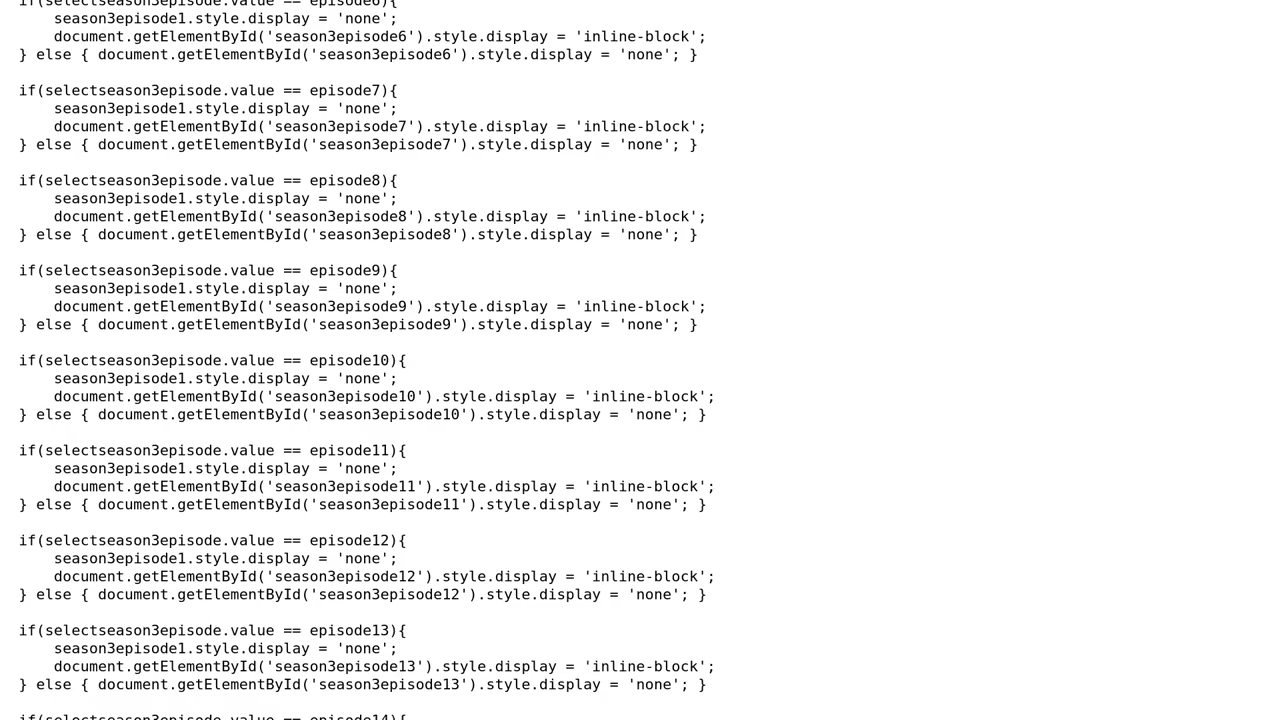 if(selectseason3episode.value == episode6){
    season3episode1.style.display = 'none';
    document.getElementById('season3episode6').style.display = 'inline-block';
} else { document.getElementById('season3episode6').style.display = 'none'; }

if(selectseason3episode.value == episode7){
    season3episode1.style.display = 'none';
    document.getElementById('season3episode7').style.display = 'inline-block';
} else { document.getElementById('season3episode7').style.display = 'none'; }

if(selectseason3episode.value == episode8){
    season3episode1.style.display = 'none';
    document.getElementById('season3episode8').style.display = 'inline-block';
} else { document.getElementById('season3episode8').style.display = 'none'; }

if(selectseason3episode.value == episode9){
    season3episode1.style.display = 'none';
    document.getElementById('season3episode9').style.display = 'inline-block';
} else { document.getElementById('season3episode9').style.display = 'none'; }

if(selectseason3episode.value == episode10){
    season3episode1.style.display = 'none';
    document.getElementById('season3episode10').style.display = 'inline-block';
} else { document.getElementById('season3episode10').style.display = 'none'; }

if(selectseason3episode.value == episode11){
    season3episode1.style.display = 'none';
    document.getElementById('season3episode11').style.display = 'inline-block';
} else { document.getElementById('season3episode11').style.display = 'none'; }

if(selectseason3episode.value == episode12){
    season3episode1.style.display = 'none';
    document.getElementById('season3episode12').style.display = 'inline-block';
} else { document.getElementById('season3episode12').style.display = 'none'; }

if(selectseason3episode.value == episode13){
    season3episode1.style.display = 'none';
    document.getElementById('season3episode13').style.display = 'inline-block';
} else { document.getElementById('season3episode13').style.display = 'none'; }

if(selectseason3episode.value == episode14){